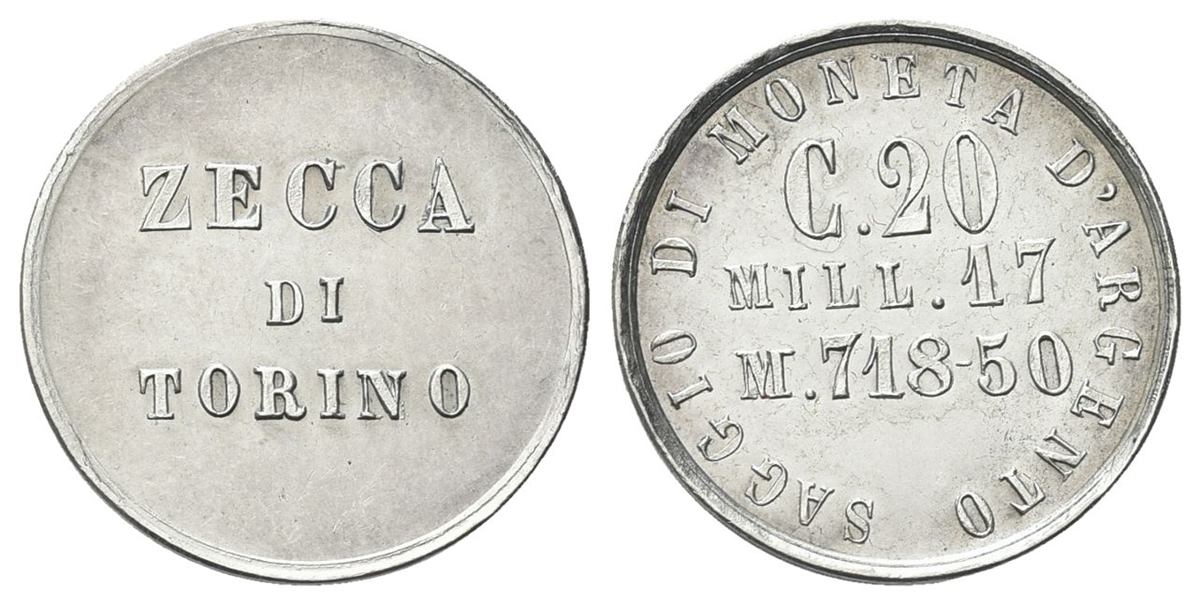 ZECCA
DI
TORINO
SAGGIO DI MONETA D'ARGENTO
C.20
MILL.17
M.718-50